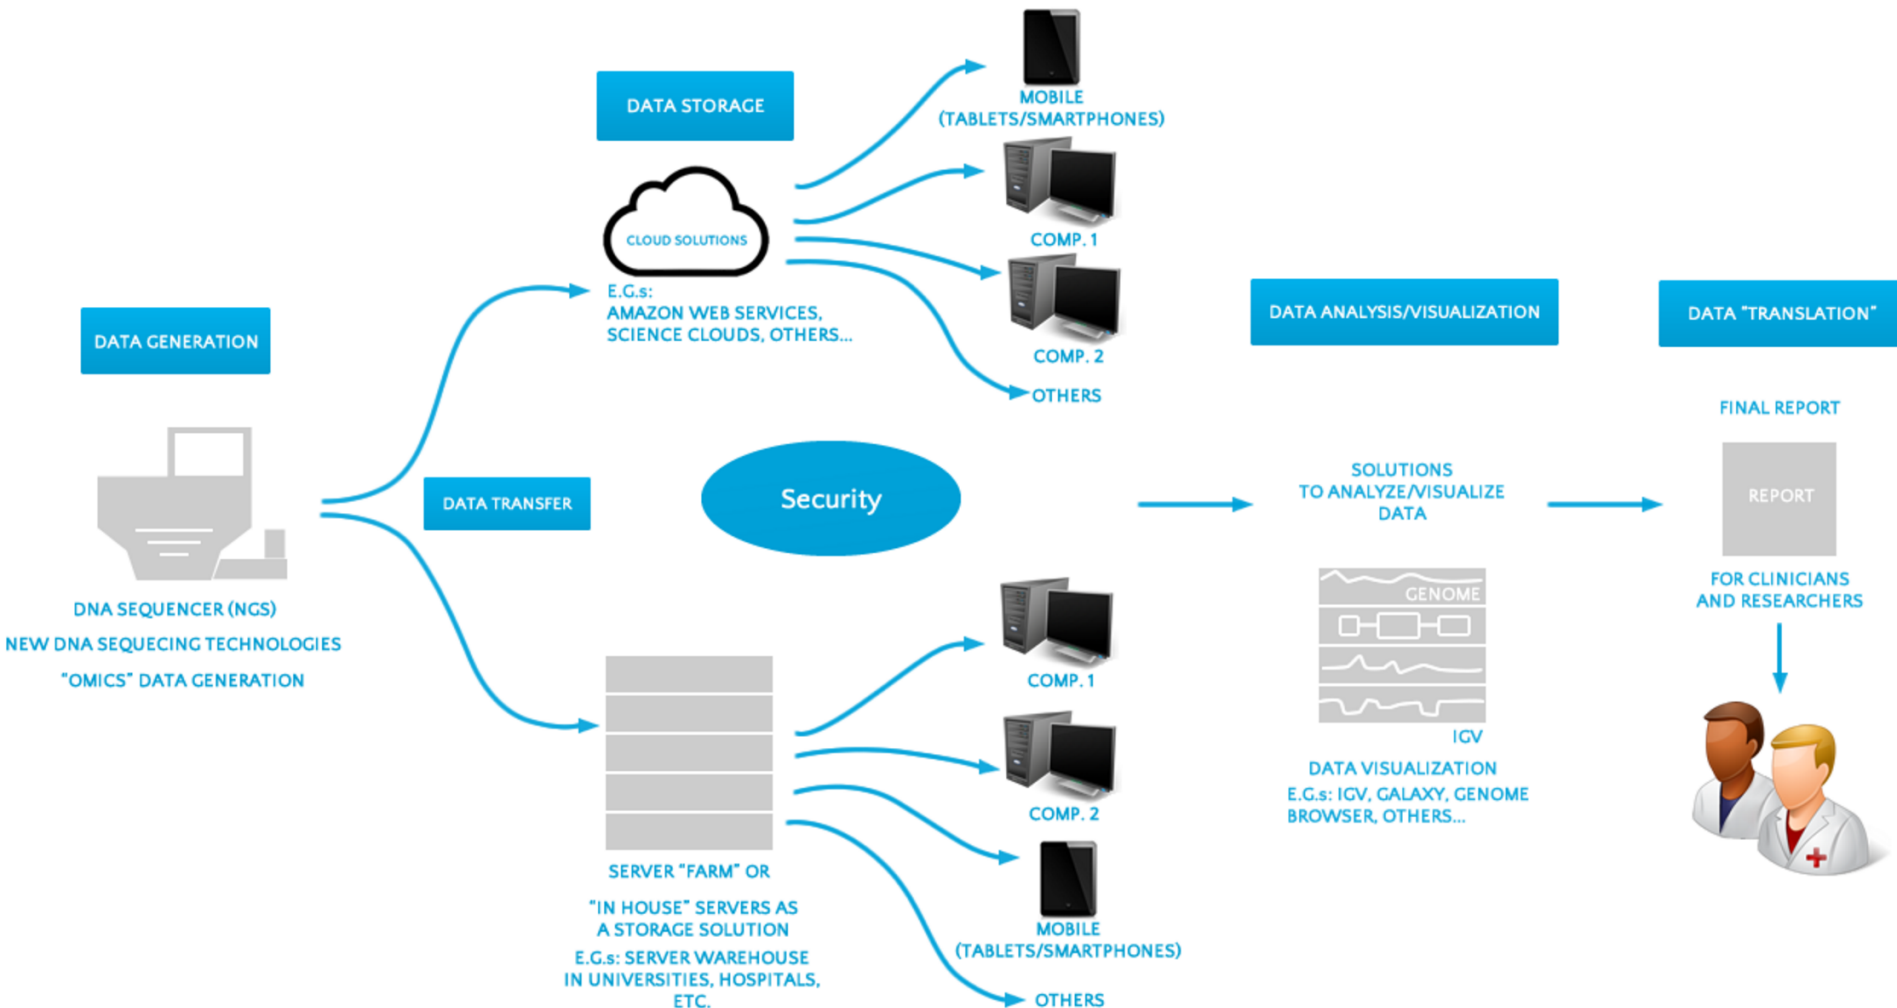 DATA GENERATION
DNA SEQUENCER (NGS)
NEW DNA SEQUECING TECHNOLOGIES
"OMICS" DATA GENERATION
DATA TRANSFER
DATA STORAGE
CLOUD SOLUTIONS
E.G.s:
AMAZON WEB SERVICES,
SCIENCE CLOUDS, OTHERS...
MOBILE
(TABLETS/SMARTPHONES)
COMP. 1
COMP. 2
OTHERS
Security
SERVER "FARM" OR
"IN HOUSE" SERVERS AS
A STORAGE SOLUTION
E.G.s: SERVER WAREHOUSE
IN UNIVERSITIES, HOSPITALS,
ETC.
COMP. 1
COMP. 2
MOBILE
(TABLETS/SMARTPHONES)
OTHERS
DATA ANALYSIS/VISUALIZATION
SOLUTIONS
TO ANALYZE/VISUALIZE
DATA
GENOME
IGV
DATA VISUALIZATION
E.G.s: IGV, GALAXY, GENOME
BROWSER, OTHERS...
DATA "TRANSLATION"
FINAL REPORT
REPORT
FOR CLINICIANS
AND RESEARCHERS